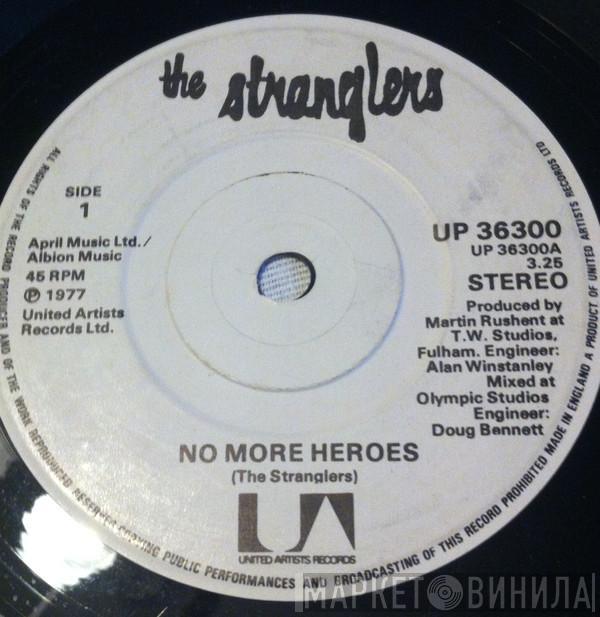 the stranglers
SIDE
1
April Music Ltd./
Albion Music
45 RPM
Ⓟ 1977
United Artists
Records Ltd.
UP 36300
UP 36300A
3.25
STEREO
Produced by
Martin Rushent at
T.W. Studios,
Fulham. Engineer:
Alan Winstanley
Mixed at
Olympic Studios
Engineer:
Doug Bennett
NO MORE HEROES
(The Stranglers)
UA
UNITED ARTISTS RECORDS
ALL RIGHTS OF THE RECORD PRODUCER AND OF THE WORK REPRODUCED RESERVED COPYING PUBLIC PERFORMANCES AND BROADCASTING OF THIS RECORD PROHIBITED MADE IN ENGLAND A PRODUCT OF UNITED ARTISTS RECORDS LTD
МАРКЕТ ВИНИЛА